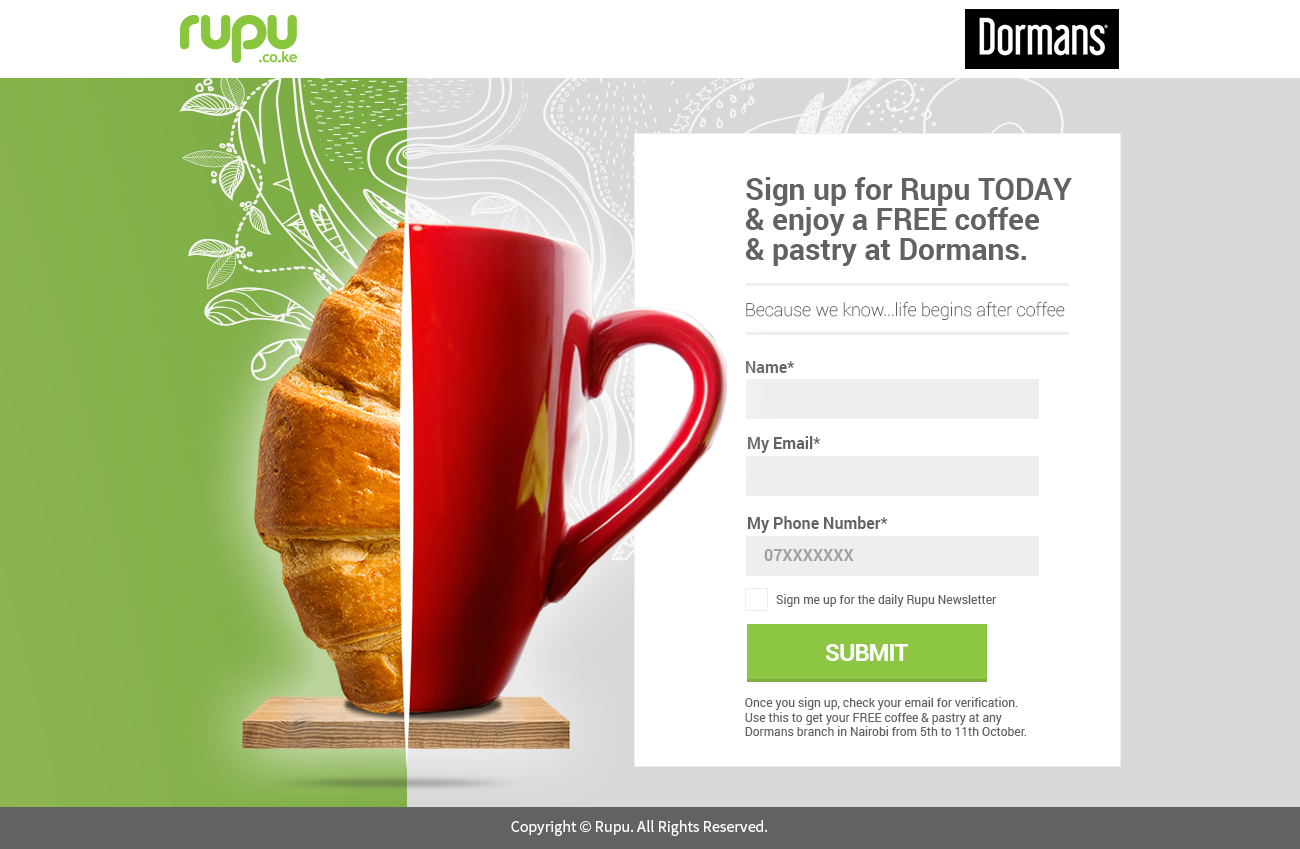 rupu
.co.ke
Dormans®
Sign up for Rupu TODAY
& enjoy a FREE coffee
& pastry at Dormans.
Because we know...life begins after coffee
Name*
My Email*
My Phone Number*
07XXXXXXX
Sign me up for the daily Rupu Newsletter
SUBMIT
Once you sign up, check your email for verification.
Use this to get your FREE coffee & pastry at any
Dormans branch in Nairobi from 5th to 11th October.
Copyright © Rupu. All Rights Reserved.